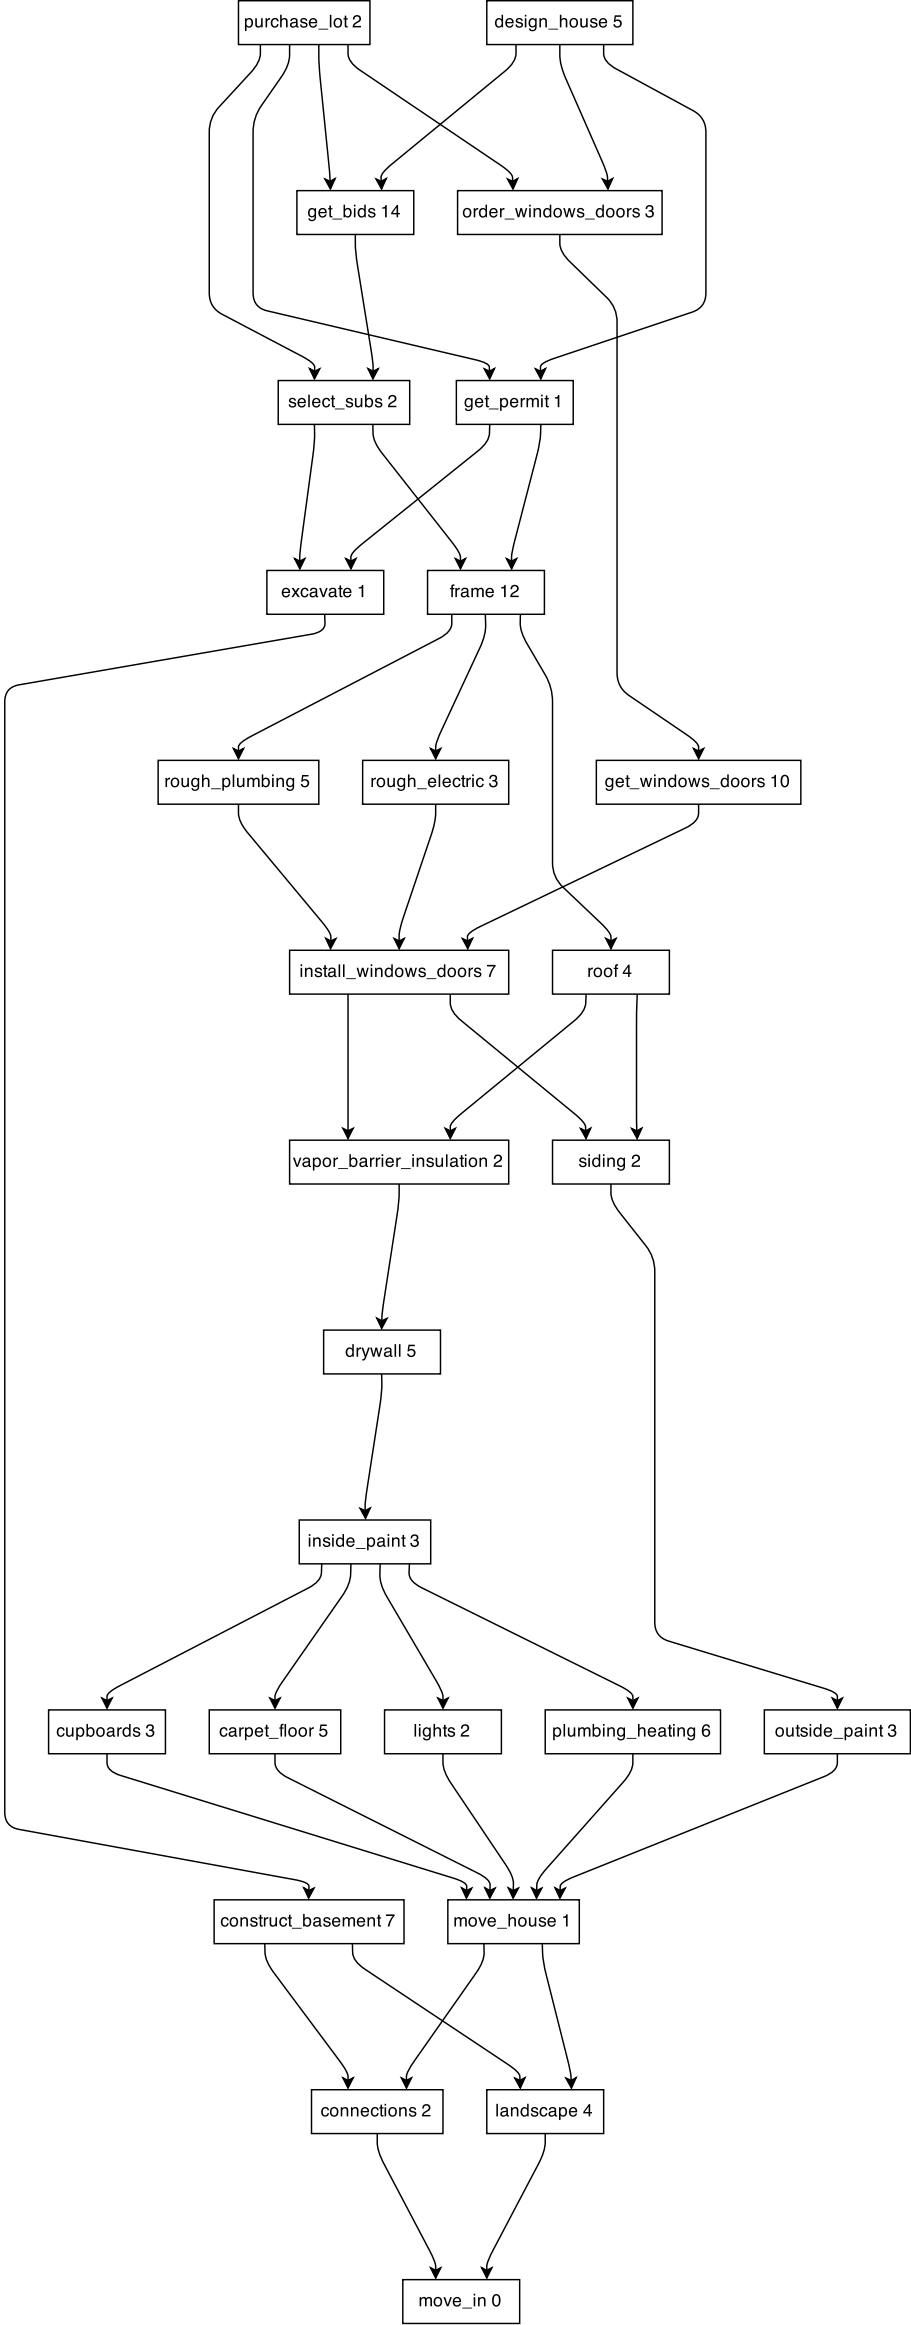 purchase_lot 2
design_house 5
get_bids 14
order_windows_doors 3
select_subs 2
get_permit 1
excavate 1
frame 12
rough_plumbing 5
rough_electric 3
get_windows_doors 10
install_windows_doors 7
roof 4
vapor_barrier_insulation 2
siding 2
drywall 5
inside_paint 3
cupboards 3
carpet_floor 5
lights 2
plumbing_heating 6
outside_paint 3
construct_basement 7
move_house 1
connections 2
landscape 4
move_in 0